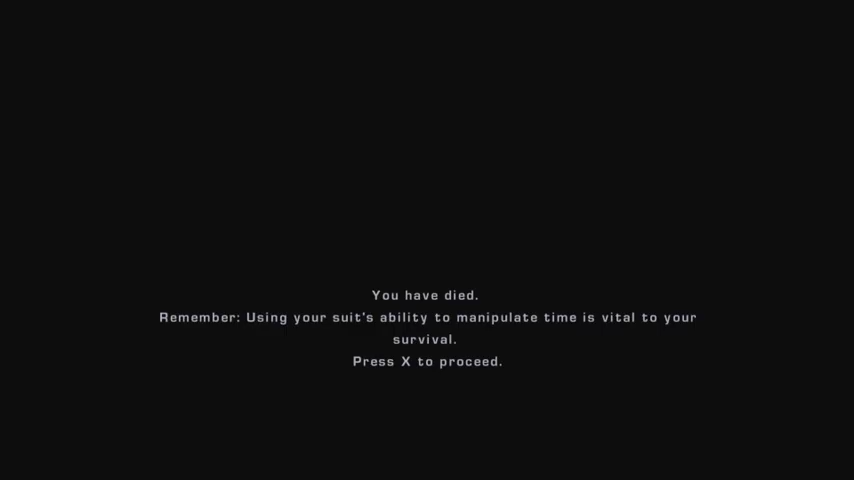 You have died.
Remember: Using your suit's ability to manipulate time is vital to your
survival.
Press X to proceed.